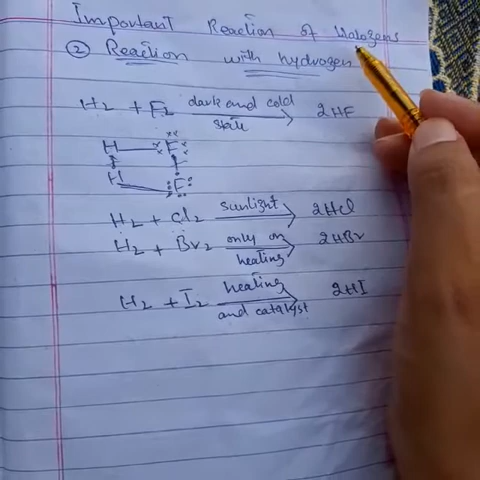 Important Reaction of Halogens
② Reaction with hydrogen
H₂ + F₂ dark and cold state → 2HF
H — F
H F
H₂ + Cl₂ sunlight → 2HCl
H₂ + Br₂ only on heating → 2HBr
H₂ + I₂ heating and catalyst → 2HI